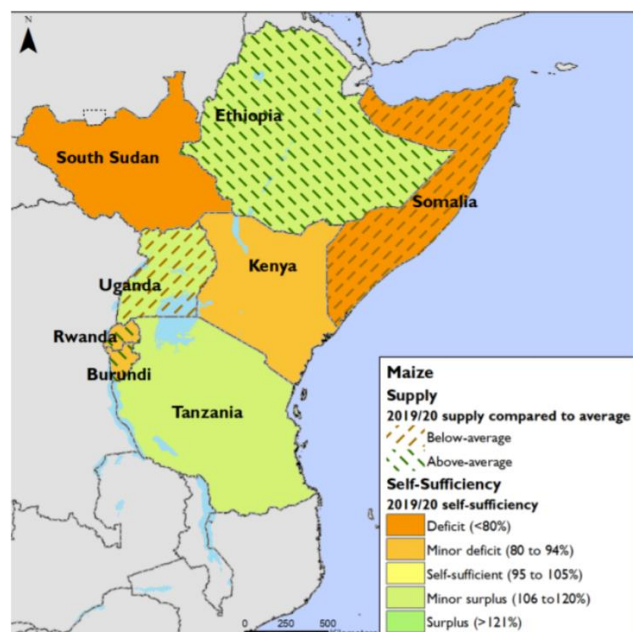 N
Ethiopia
South Sudan
Somalia
Kenya
Uganda
Rwanda
Burundi
Tanzania
Maize
Supply
2019/20 supply compared to average
Below-average
Above-average
Self-Sufficiency
2019/20 self-sufficiency
Deficit (<80%)
Minor deficit (80 to 94%)
Self-sufficient (95 to 105%)
Minor surplus (106 to120%)
Surplus (>121%)
0
250
500